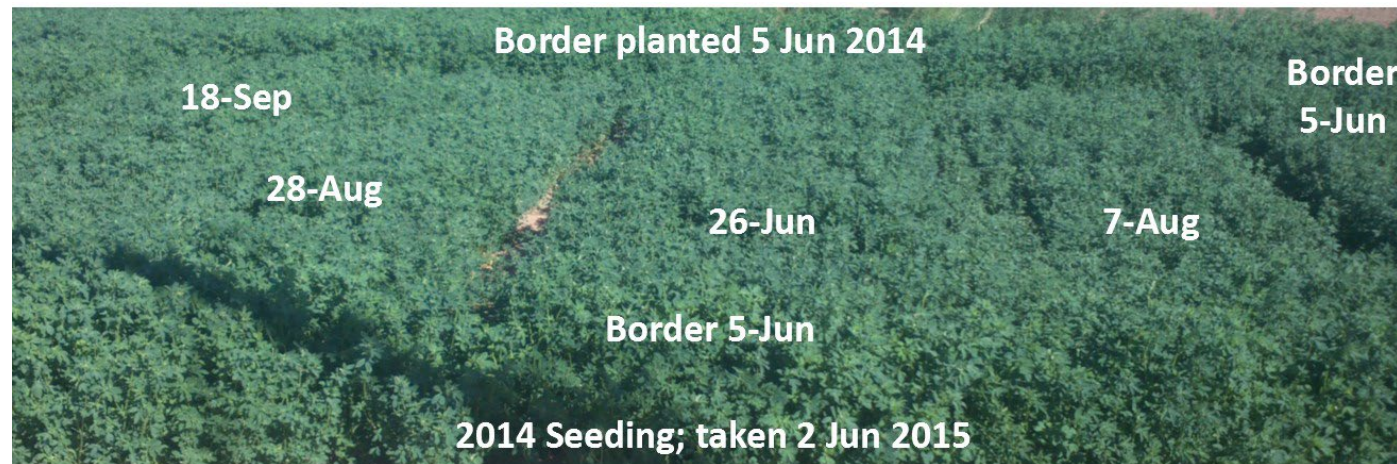 Border planted 5 Jun 2014
Border
5-Jun
18-Sep
28-Aug
26-Jun
7-Aug
Border 5-Jun
2014 Seeding; taken 2 Jun 2015